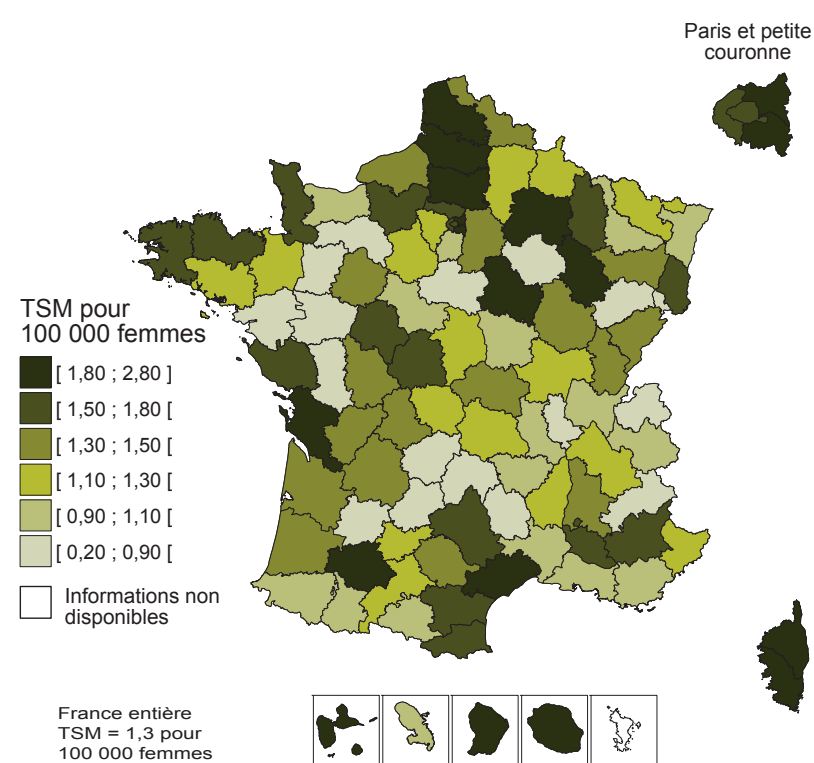 Paris et petite
couronne
TSM pour
100 000 femmes
[ 1,80 ; 2,80 ]
[ 1,50 ; 1,80 [
[ 1,30 ; 1,50 [
[ 1,10 ; 1,30 [
[ 0,90 ; 1,10 [
[ 0,20 ; 0,90 [
Informations non
disponibles
France entière
TSM = 1,3 pour
100 000 femmes